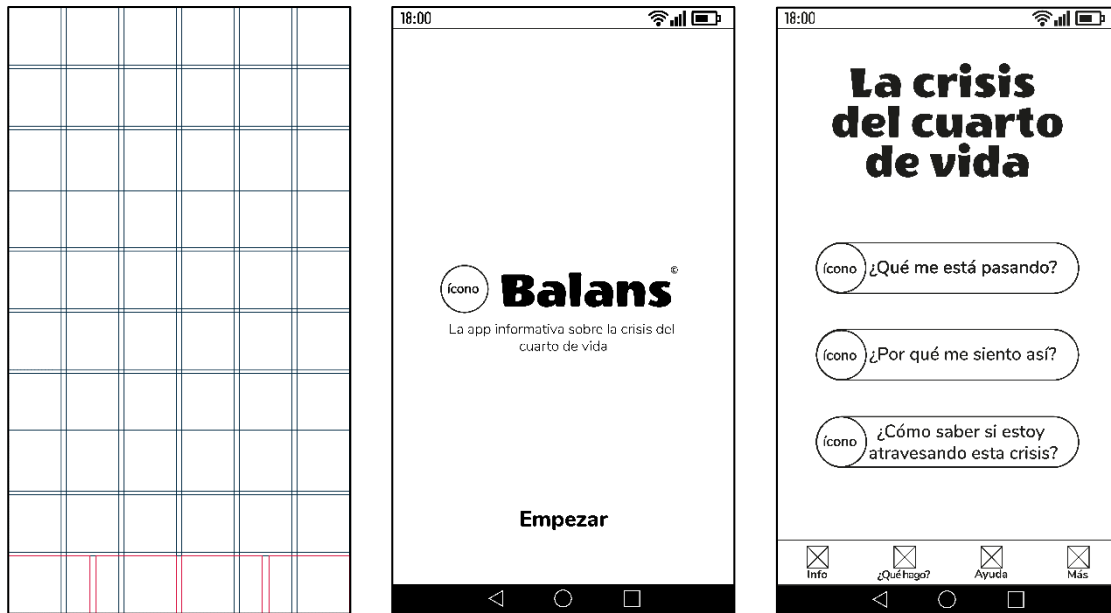 18:00
ícono
Balans©
La app informativa sobre la crisis del
cuarto de vida
Empezar
18:00
La crisis
del cuarto
de vida
ícono
¿Qué me está pasando?
ícono
¿Por qué me siento así?
ícono
¿Cómo saber si estoy
atravesando esta crisis?
Info
¿Qué hago?
Ayuda
Más